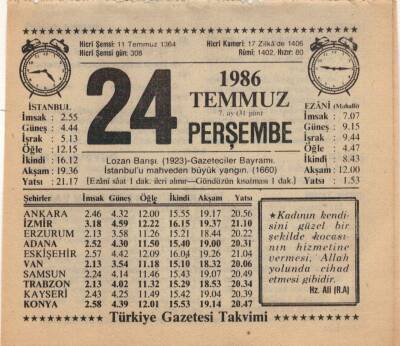 Hicri Şemsi: 11 Temmuz 1364
Hicri Şemsi gün: 308
Hicri Kameri: 17 Zilkâ'de 1406
Rûmi: 1402, Hızır: 80
24
1986
TEMMUZ
7. ay (31 gün)
PERŞEMBE
Lozan Barışı. (1923)-Gazeteciler Bayramı.
İstanbul'u mahveden büyük yangın. (1660)
[Ezânî sâat 1 dak. ileri alınır—Gündüzün kısalması 1 dak.]
İSTANBUL
İmsak : 2.55
Güneş : 4.44
İşrak : 5.13
Öğle : 12.15
İkindi : 16.12
Akşam : 19.36
Yatsı : 21.17
EZÂNÎ (Mahalli)
İmsak : 7.07
Güneş : 9.15
İşrak : 9.44
Öğle : 4.47
İkindi : 8.43
Akşam : 12.00
Yatsı : 1.53
Şehirler İmsak Güneş Öğle İkindi Akşam Yatsı
ANKARA 2.46 4.32 12.00 15.55 19.17 20.56
İZMİR 3.18 4.59 12.22 16.15 19.37 21.10
ERZURUM 2.13 3.58 11.26 15.21 18.44 20.22
ADANA 2.52 4.30 11.50 15.40 19.00 20.31
ESKİŞEHİR 2.57 4.42 12.09 16.04 19.26 21.04
VAN 2.13 3.54 11.18 15.10 18.32 20.06
SAMSUN 2.24 4.14 11.46 15.43 19.07 20.49
TRABZON 2.13 4.02 11.32 15.29 18.53 20.34
KAYSERİ 2.43 4.25 11.49 15.42 19.04 20.39
KONYA 2.58 4.39 12.01 15.53 19.14 20.47
★Kadının kendi-
sini güzel bir
şekilde kocası-
nın hizmetine
vermesi, Allah
yolunda cihad
etmesi gibidir.
Hz. Ali (R.A)
Türkiye Gazetesi Takvimi